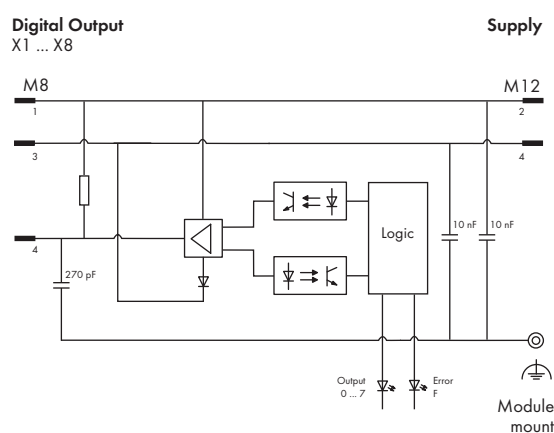 Digital Output
X1 ... X8
Supply
M8
M12
1
2
3
4
10 nF
10 nF
Logic
4
270 pF
Output
0 ... 7
Error
F
Module
mount